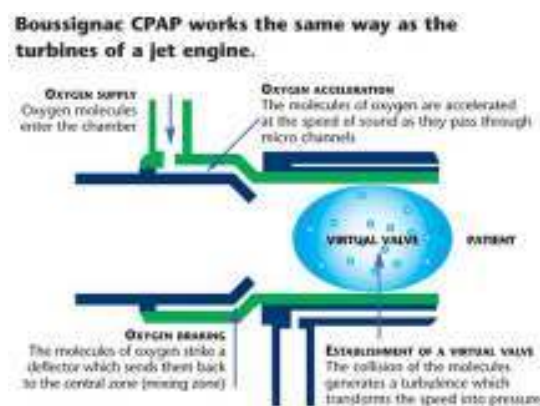 Boussignac CPAP works the same way as the
turbines of a jet engine.
OXYGEN SUPPLY
Oxygen molecules
enter the chamber
OXYGEN ACCELERATION
The molecules of oxygen are accelerated
at the speed of sound as they pass through
micro channels
VIRTUAL VALVE
PATIENT
OXYGEN BRAKING
The molecules of oxygen strike a
deflector which sends them back
to the central zone (mixing zone)
ESTABLISHMENT OF A VIRTUAL VALVE
The collision of the molecules
generates a turbulence which
transforms the speed into pressure